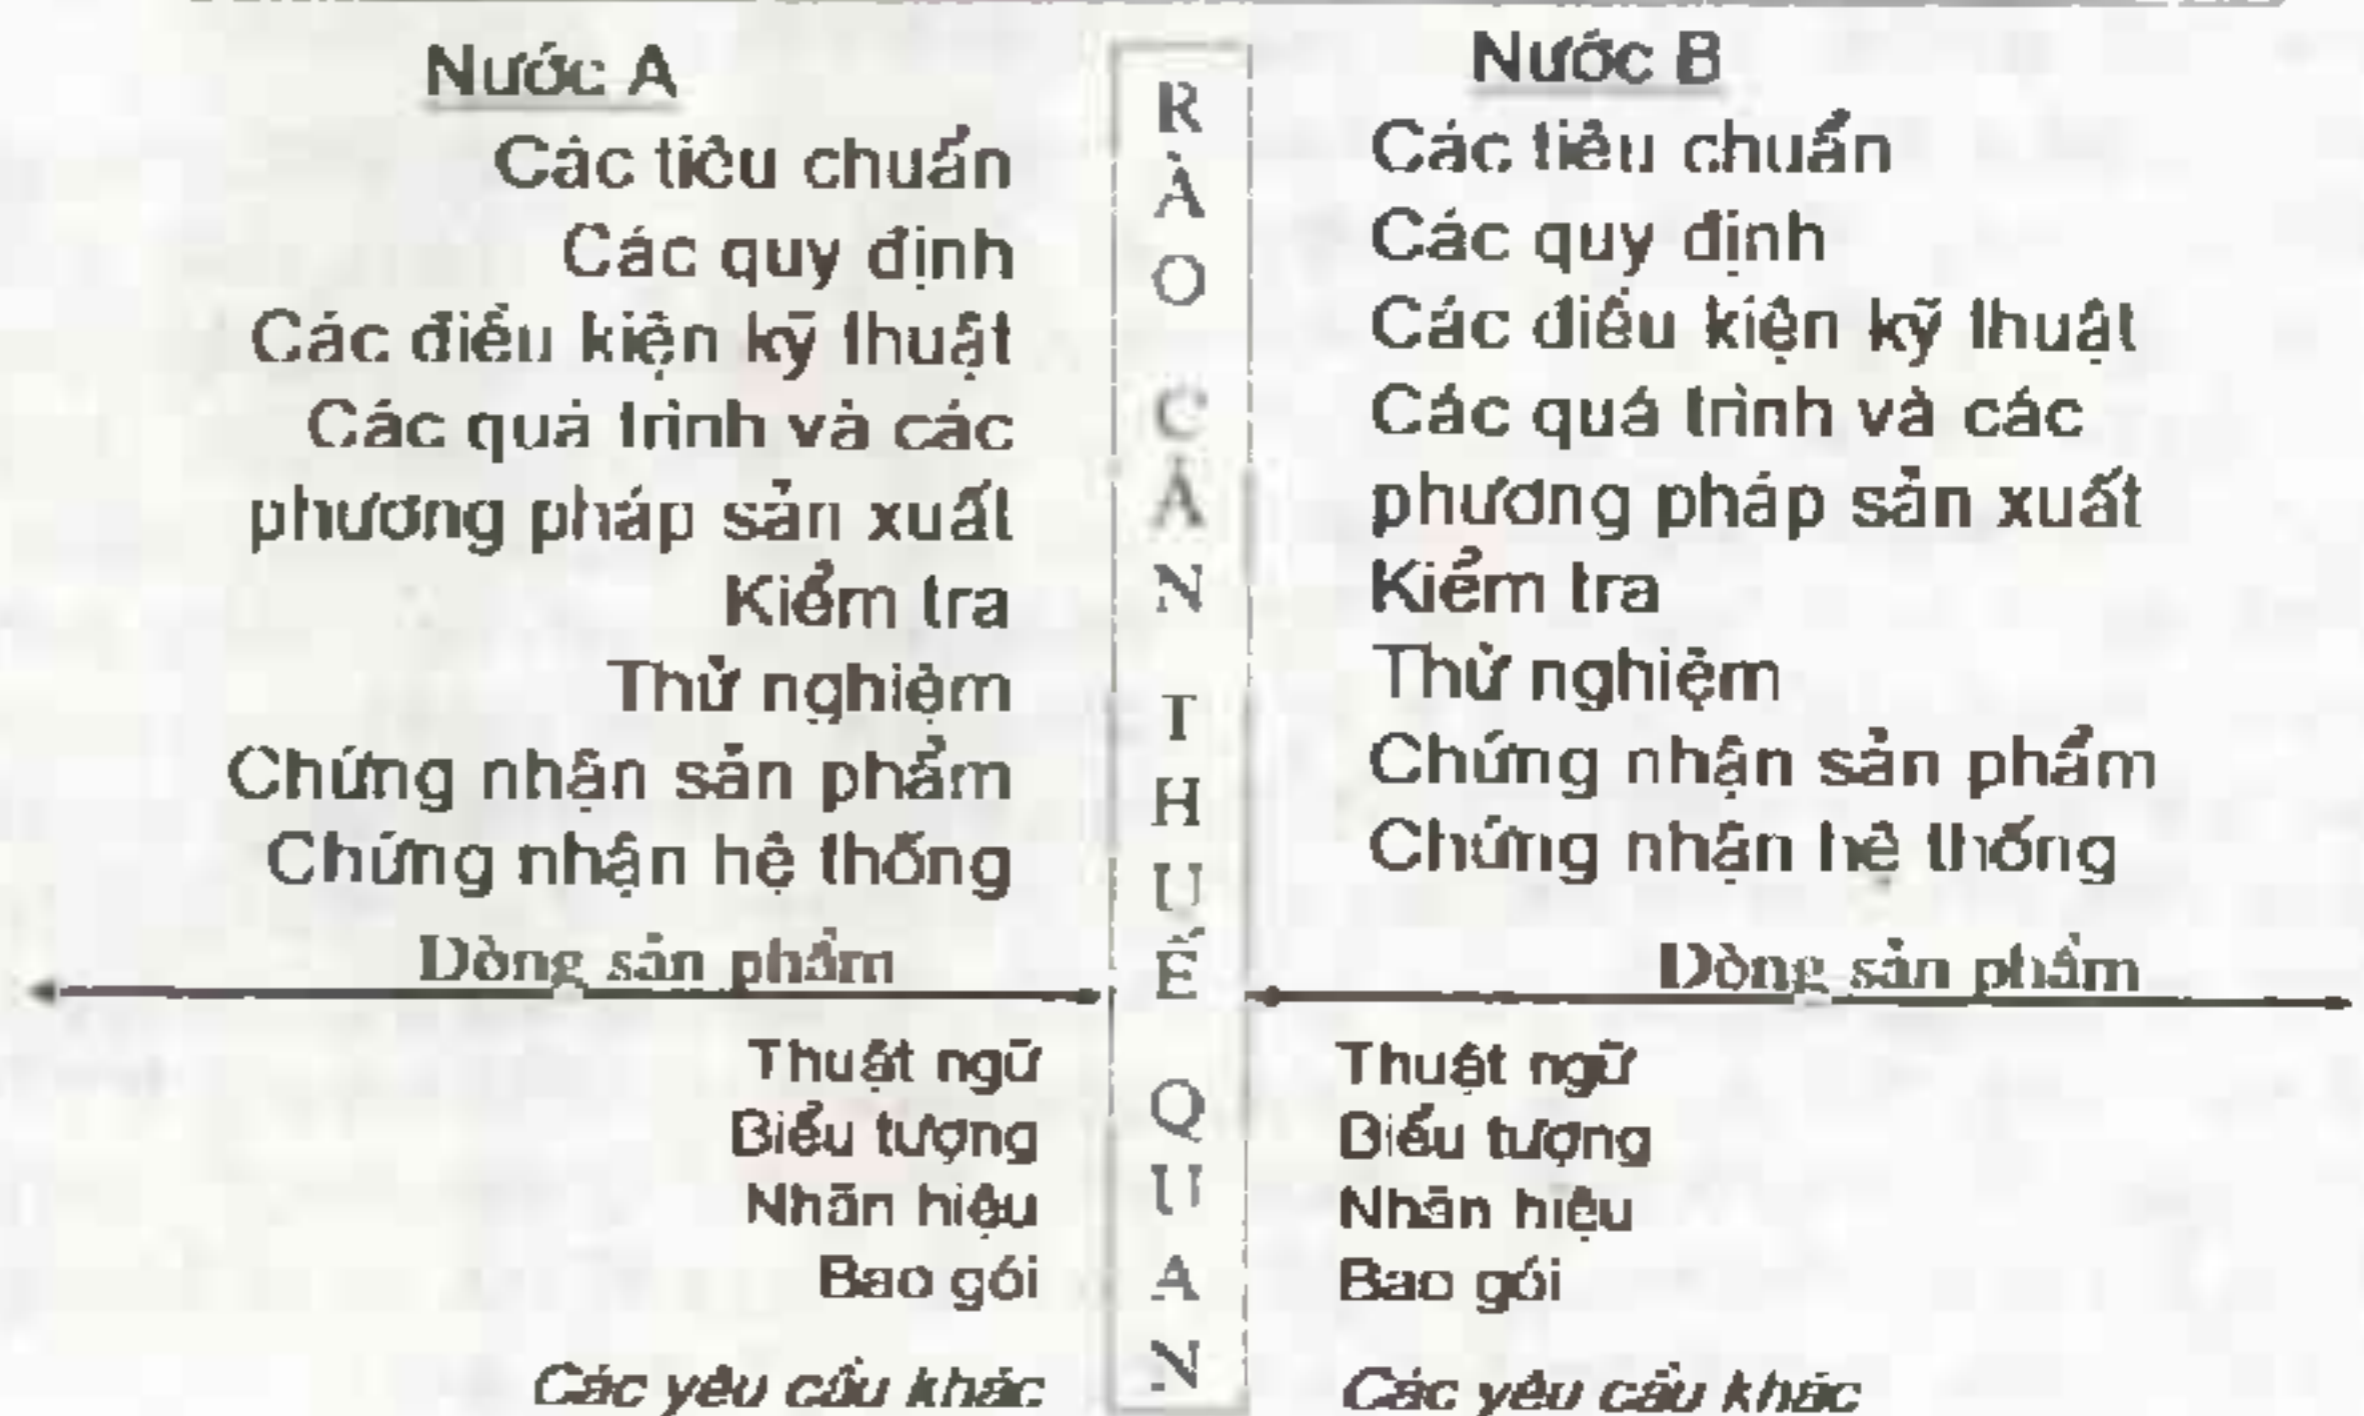 Nước A
Các tiêu chuẩn
Các quy định
Các điều kiện kỹ thuật
Các quá trình và các
phương pháp sản xuất
Kiểm tra
Thử nghiệm
Chứng nhận sản phẩm
Chứng nhận hệ thống
Dòng sản phẩm
Thuật ngữ
Biểu tượng
Nhãn hiệu
Bao gói
Các yêu cầu khác
RÀO CẢN THUẾ QUAN
Nước B
Các tiêu chuẩn
Các quy định
Các điều kiện kỹ thuật
Các quá trình và các
phương pháp sản xuất
Kiểm tra
Thử nghiệm
Chứng nhận sản phẩm
Chứng nhận hệ thống
Dòng sản phẩm
Thuật ngữ
Biểu tượng
Nhãn hiệu
Bao gói
Các yêu cầu khác